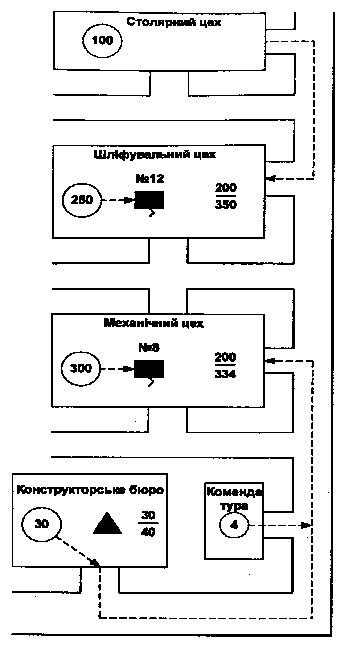 Столярний цех
100
Шліфувальний цех
№12
250
200
350
Механічний цех
№8
300
200
334
Конструкторське бюро
30
30
40
Коменда
тура
4